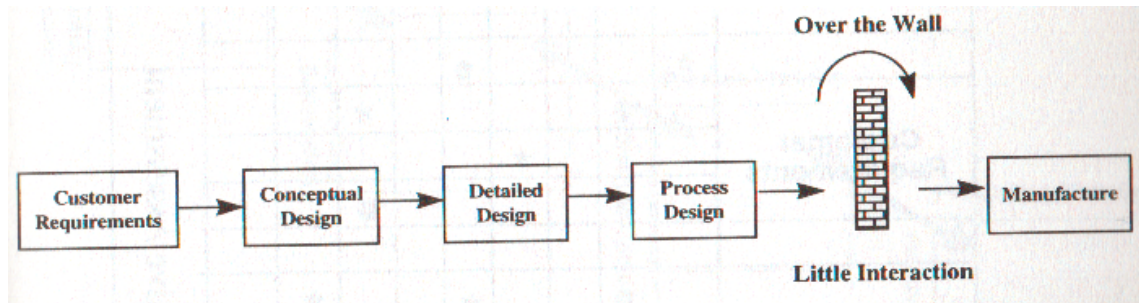 Over the Wall
Customer
Requirements
Conceptual
Design
Detailed
Design
Process
Design
Manufacture
Little Interaction